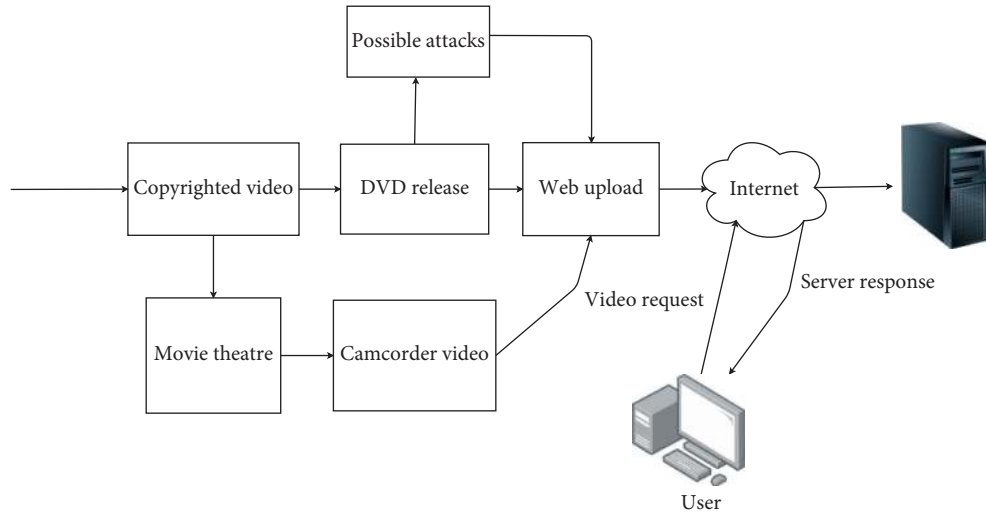 Possible attacks
Copyrighted video
DVD release
Web upload
Internet
Video request
Server response
Movie theatre
Camcorder video
User